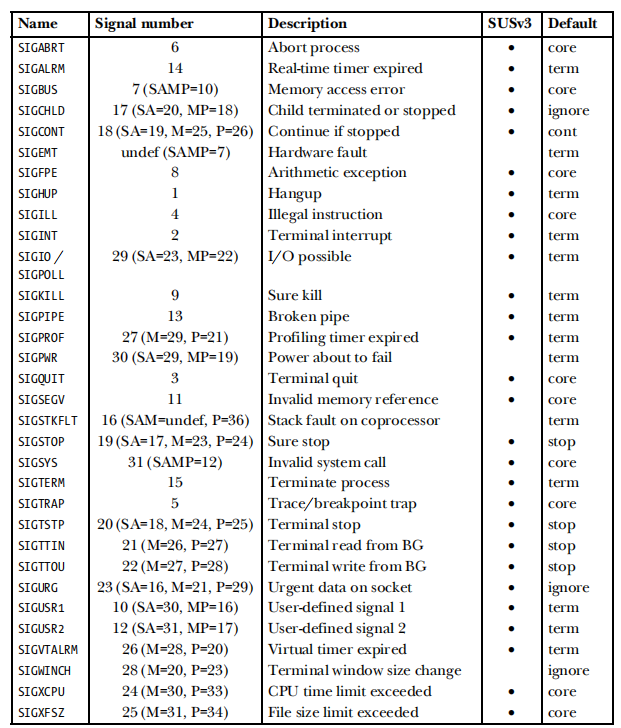 Name Signal number Description SUSv3 Default
SIGABRT 6 Abort process • core
SIGALRM 14 Real-time timer expired • term
SIGBUS 7 (SAMP=10) Memory access error • core
SIGCHLD 17 (SA=20, MP=18) Child terminated or stopped • ignore
SIGCONT 18 (SA=19, M=25, P=26) Continue if stopped • cont
SIGEMT undef (SAMP=7) Hardware fault term
SIGFPE 8 Arithmetic exception • core
SIGHUP 1 Hangup • term
SIGILL 4 Illegal instruction • core
SIGINT 2 Terminal interrupt • term
SIGIO / 29 (SA=23, MP=22) I/O possible • term
SIGPOLL
SIGKILL 9 Sure kill • term
SIGPIPE 13 Broken pipe • term
SIGPROF 27 (M=29, P=21) Profiling timer expired • term
SIGPWR 30 (SA=29, MP=19) Power about to fail term
SIGQUIT 3 Terminal quit • core
SIGSEGV 11 Invalid memory reference • core
SIGSTKFLT 16 (SAM=undef, P=36) Stack fault on coprocessor term
SIGSTOP 19 (SA=17, M=23, P=24) Sure stop • stop
SIGSYS 31 (SAMP=12) Invalid system call • core
SIGTERM 15 Terminate process • term
SIGTRAP 5 Trace/breakpoint trap • core
SIGTSTP 20 (SA=18, M=24, P=25) Terminal stop • stop
SIGTTIN 21 (M=26, P=27) Terminal read from BG • stop
SIGTTOU 22 (M=27, P=28) Terminal write from BG • stop
SIGURG 23 (SA=16, M=21, P=29) Urgent data on socket • ignore
SIGUSR1 10 (SA=30, MP=16) User-defined signal 1 • term
SIGUSR2 12 (SA=31, MP=17) User-defined signal 2 • term
SIGVTALRM 26 (M=28, P=20) Virtual timer expired • term
SIGWINCH 28 (M=20, P=23) Terminal window size change ignore
SIGXCPU 24 (M=30, P=33) CPU time limit exceeded • core
SIGXFSZ 25 (M=31, P=34) File size limit exceeded • core